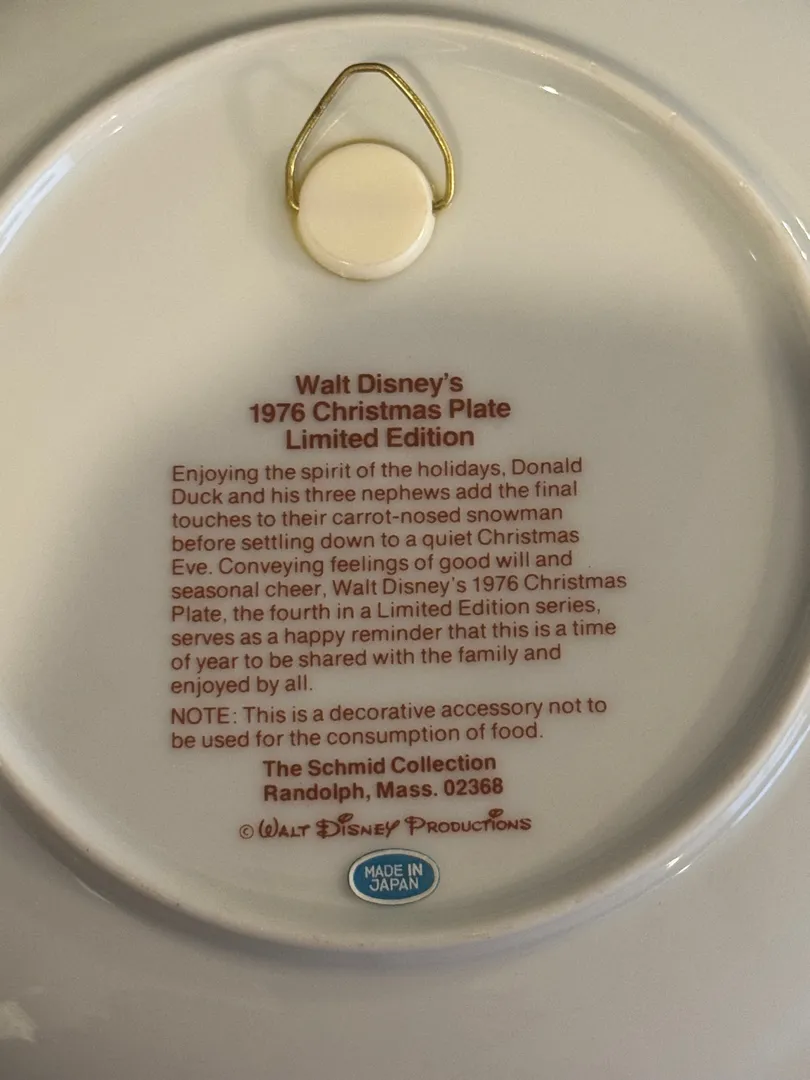 Walt Disney's
1976 Christmas Plate
Limited Edition
Enjoying the spirit of the holidays, Donald
Duck and his three nephews add the final
touches to their carrot-nosed snowman
before settling down to a quiet Christmas
Eve. Conveying feelings of good will and
seasonal cheer, Walt Disney's 1976 Christmas
Plate, the fourth in a Limited Edition series,
serves as a happy reminder that this is a time
of year to be shared with the family and
enjoyed by all.
NOTE: This is a decorative accessory not to
be used for the consumption of food.
The Schmid Collection
Randolph, Mass. 02368
© WALT DISNEY PRODUCTIONS
MADE IN
JAPAN